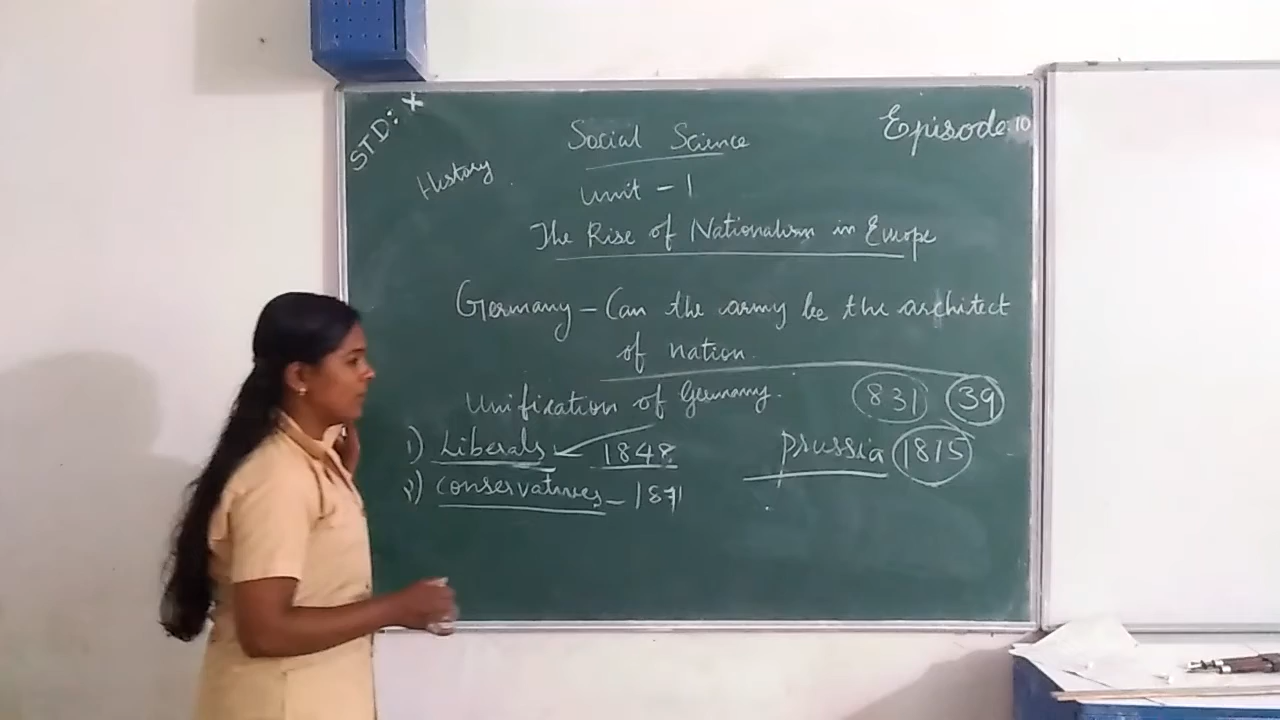 STD: X
Episode: 10
Social Science
History.
Unit - 1
The Rise of Nationalism in Europe
Germany - Can the army be the architect
of nation.
Unification of Germany.
831 39
1) Liberals - 1848
Prussia 1815
2) Conservatives - 1871